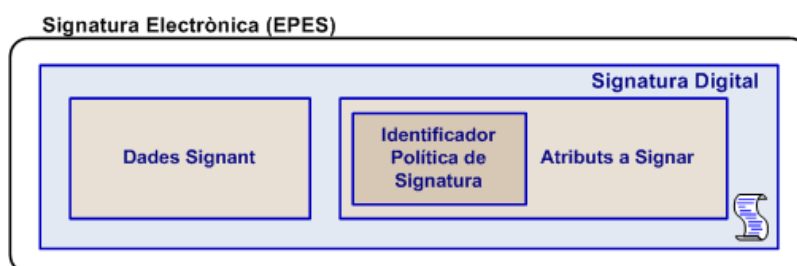 Signatura Electrònica (EPES)
Signatura Digital
Dades Signant
Identificador
Política de
Signatura
Atributs a Signar